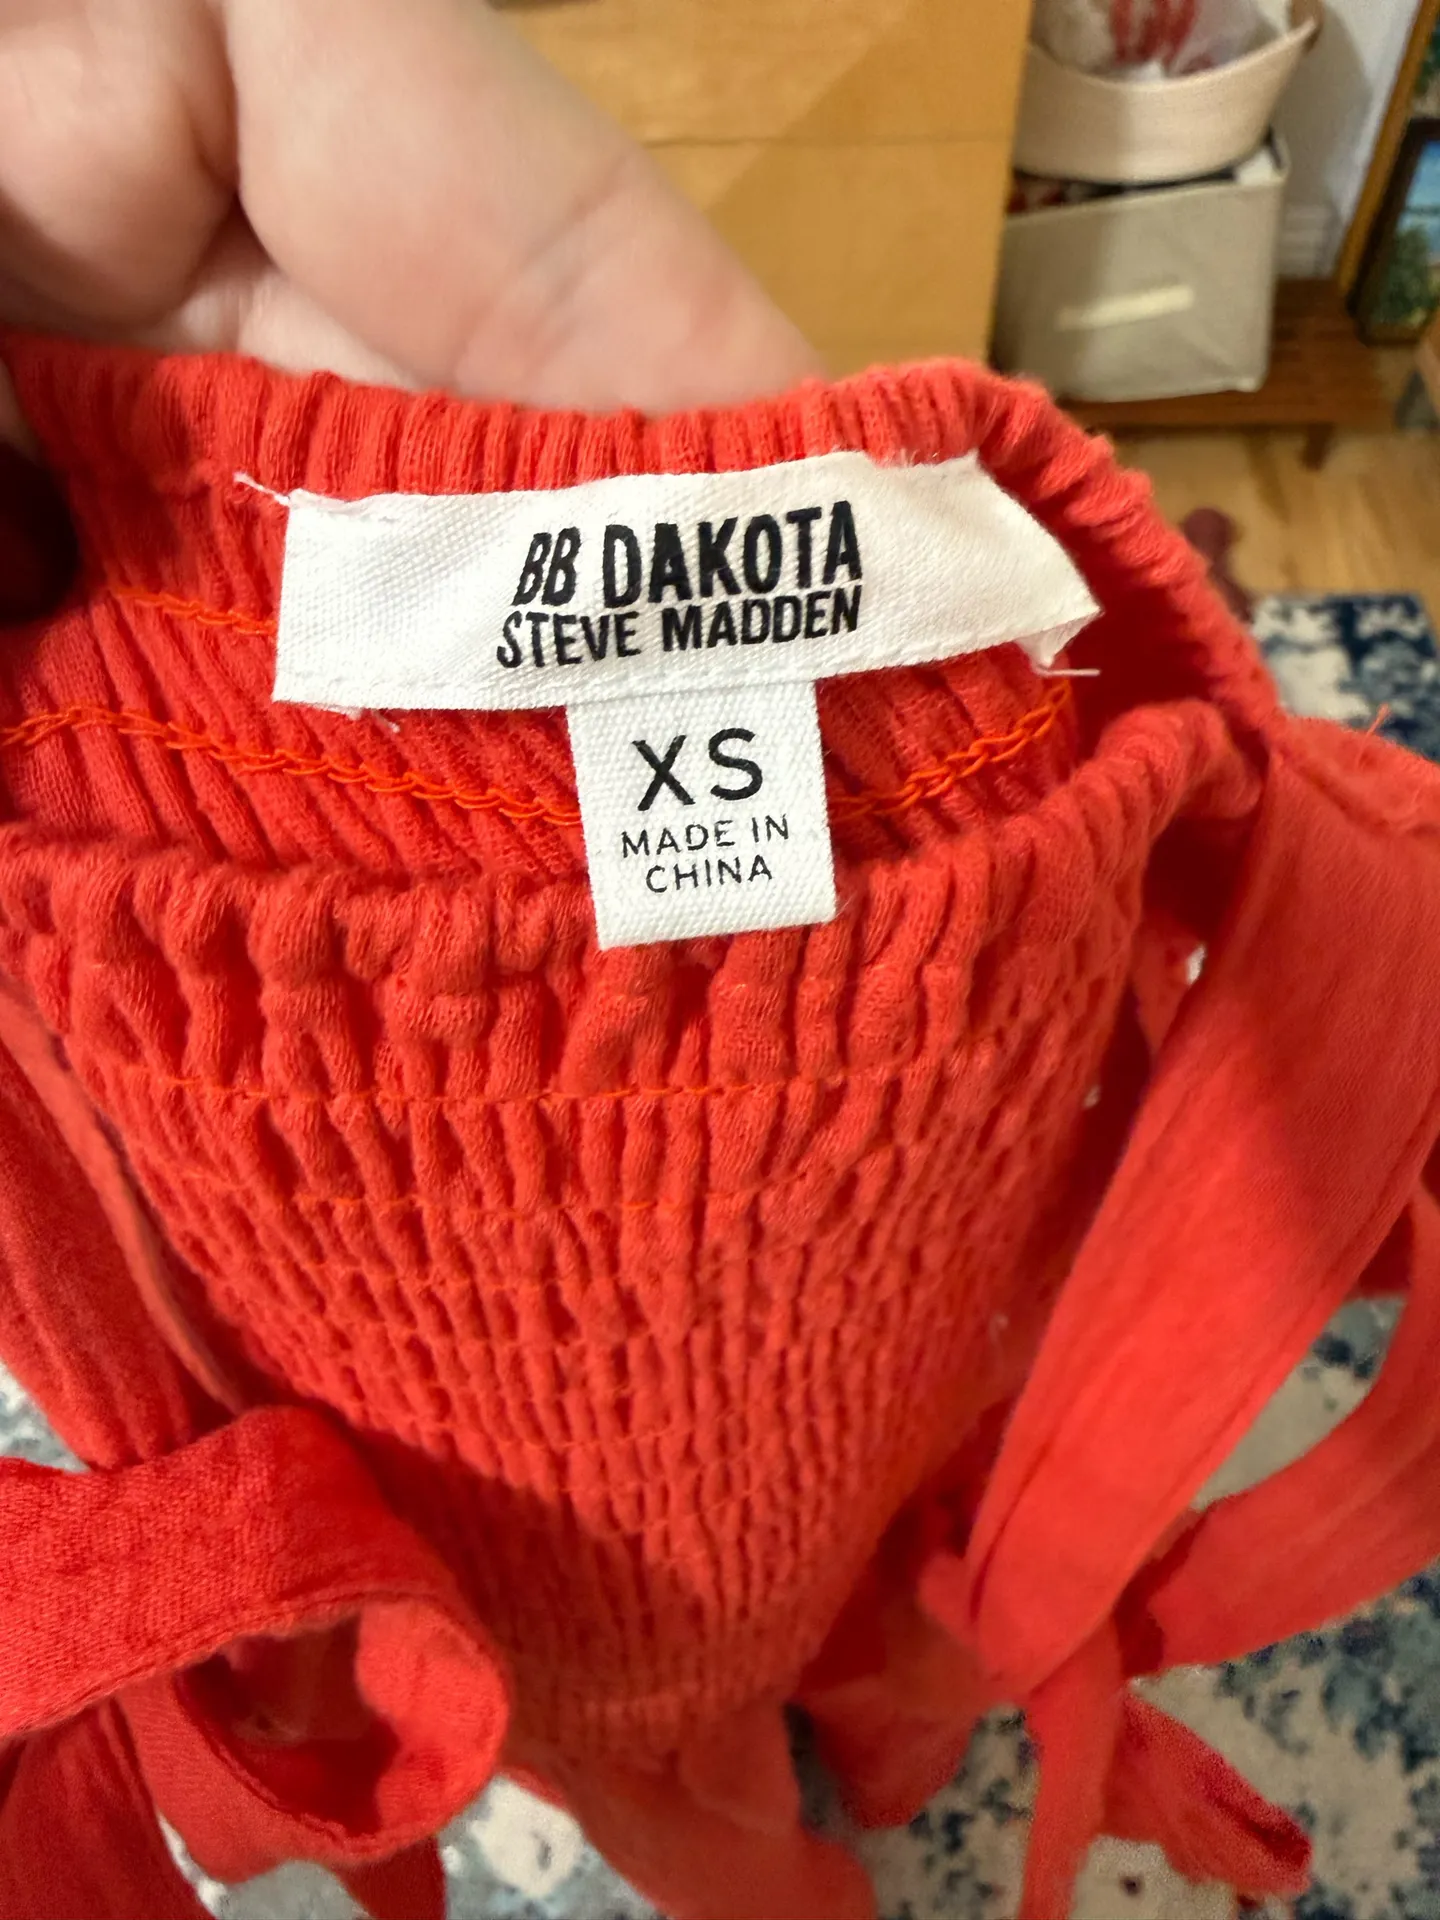 BB DAKOTA
STEVE MADDEN
XS
MADE IN
CHINA